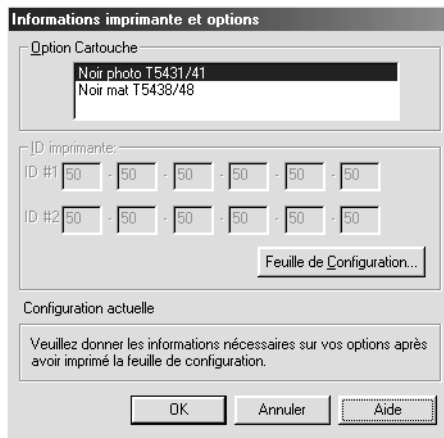 Informations imprimante et options
Option Cartouche
Noir photo T5431/41
Noir mat T5438/48
ID imprimante:
ID #1 50 - 50 - 50 - 50 - 50 - 50
ID #2 50 - 50 - 50 - 50 - 50 - 50
Feuille de Configuration...
Configuration actuelle
Veuillez donner les informations nécessaires sur vos options après
avoir imprimé la feuille de configuration.
OK Annuler Aide